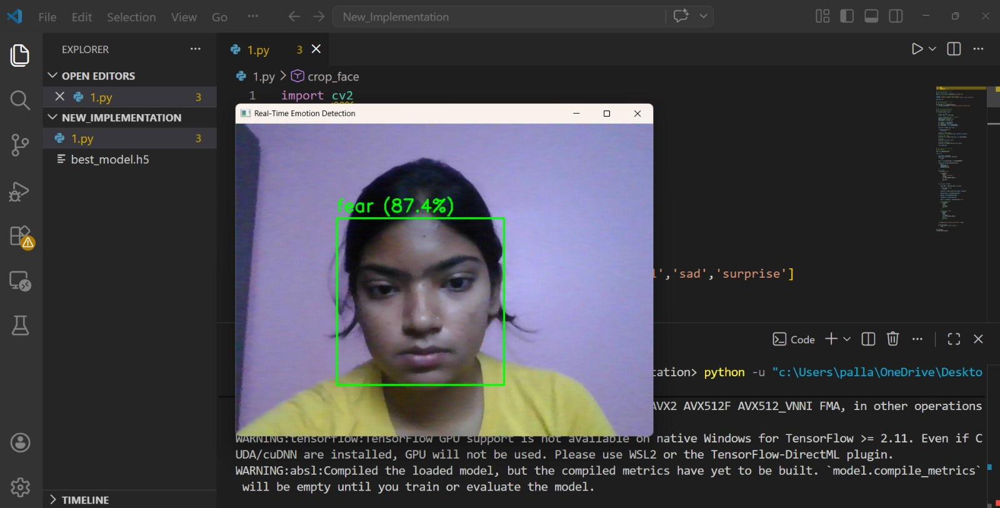 File Edit Selection View Go ··· New_Implementation
EXPLORER ···
OPEN EDITORS
1.py 3
NEW_IMPLEMENTATION
1.py 3
best_model.h5
TIMELINE
1.py 3
1.py > crop_face
1 import cv2
Real-Time Emotion Detection
fear (87.4%)
','sad','surprise']
Code
tation> python -u "c:\Users\palla\OneDrive\Deskto
AVX2 AVX512F AVX512_VNNI FMA, in other operations
WARNING:tensorflow:TensorFlow GPU support is not available on native Windows for TensorFlow >= 2.11. Even if C
UDA/cuDNN are installed, GPU will not be used. Please use WSL2 or the TensorFlow-DirectML plugin.
WARNING:absl:Compiled the loaded model, but the compiled metrics have yet to be built. `model.compile_metrics`
will be empty until you train or evaluate the model.